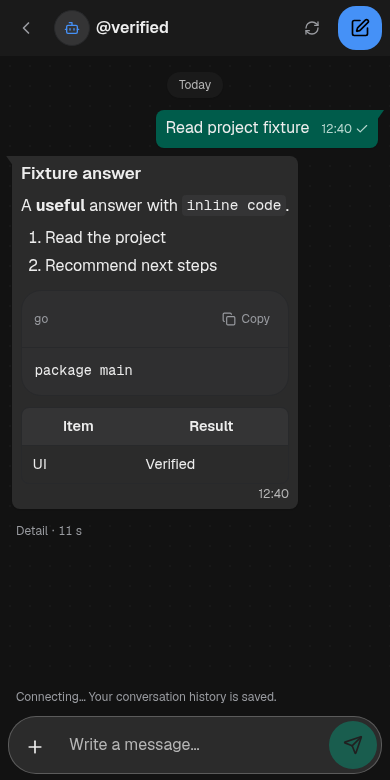 @verified
Today
Read project fixture 12:40
Fixture answer
A useful answer with inline code.
1. Read the project
2. Recommend next steps
go Copy
package main
Item Result
UI Verified
12:40
Detail · 11 s
Connecting… Your conversation history is saved.
Write a message...